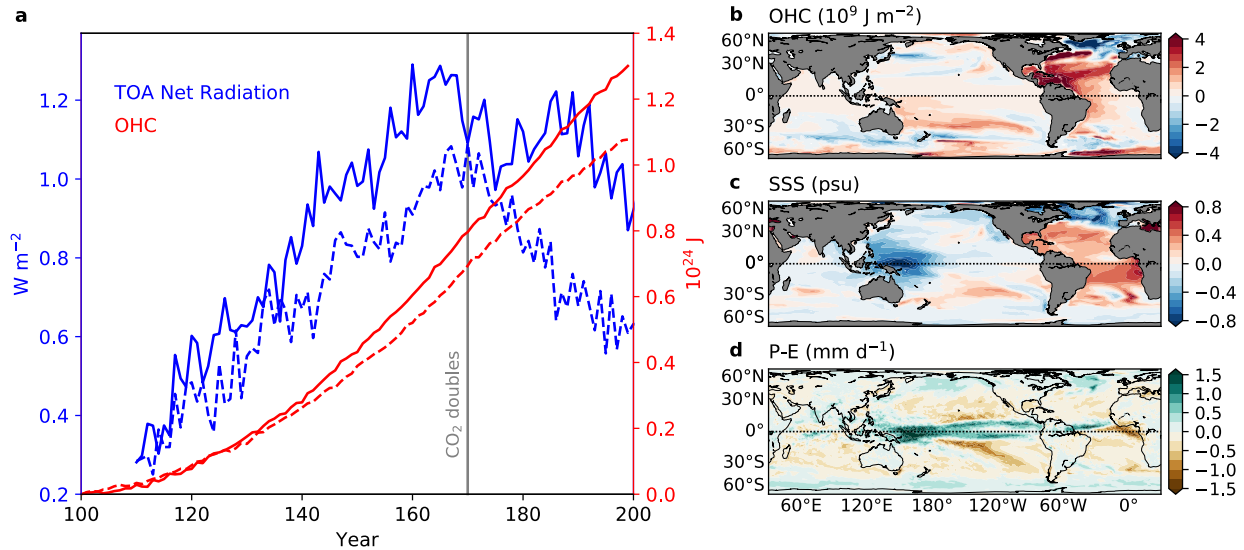 a
TOA Net Radiation
OHC
CO₂ doubles
W m⁻²
1.2
1.0
0.8
0.6
0.4
0.2
1.4
1.2
1.0
0.8
0.6
0.4
0.2
0.0
10²⁴ J
100 120 140 160 180 200
Year
b OHC (10⁹ J m⁻²)
60°N
30°N
0°
30°S
60°S
4
2
0
−2
−4
c SSS (psu)
60°N
30°N
0°
30°S
60°S
0.8
0.4
0.0
−0.4
−0.8
d P-E (mm d⁻¹)
60°N
30°N
0°
30°S
60°S
1.5
1.0
0.5
0.0
−0.5
−1.0
−1.5
60°E 120°E 180° 120°W 60°W 0°